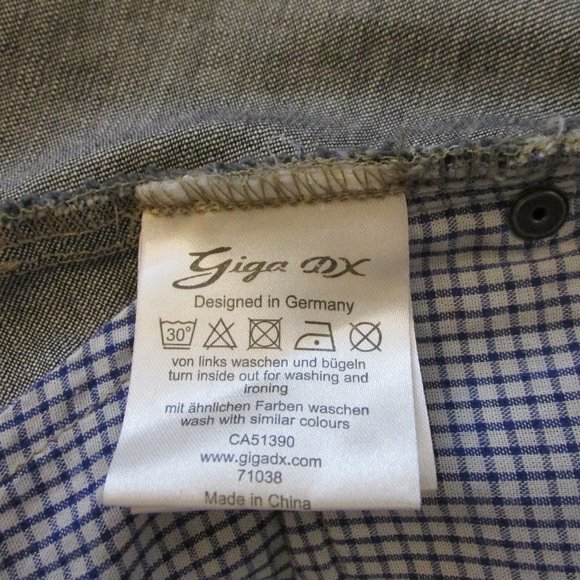 Giga DX
Designed in Germany
30°
von links waschen und bügeln
turn inside out for washing and
ironing
mit ähnlichen Farben waschen
wash with similar colours
CA51390
www.gigadx.com
71038
Made in China